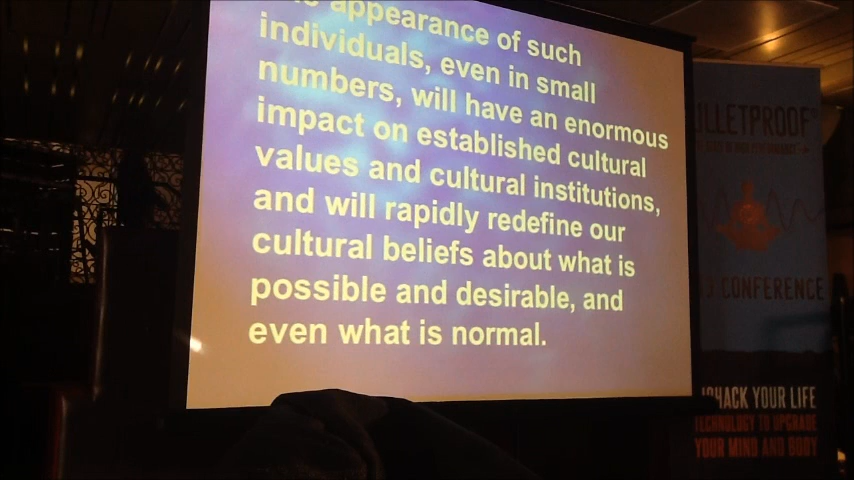 appearance of such
individuals, even in small
numbers, will have an enormous
impact on established cultural
values and cultural institutions,
and will rapidly redefine our
cultural beliefs about what is
possible and desirable, and
even what is normal.
ULLETPROOF
CONFERENCE
OHACK YOUR LIFE
TECHNOLOGY TO UPGRADE
YOUR MIND AND BODY